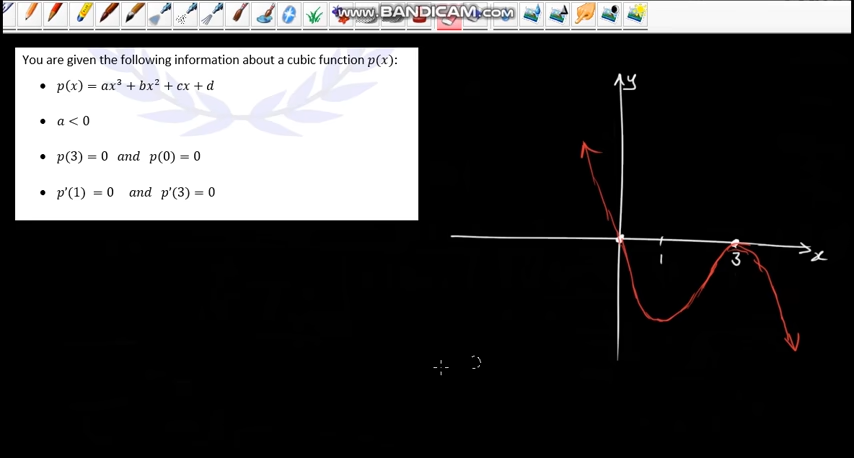 www.BANDICAM.com
You are given the following information about a cubic function p(x):
• p(x) = ax³ + bx² + cx + d
• a < 0
• p(3) = 0 and p(0) = 0
• p'(1) = 0 and p'(3) = 0
y
1
3
x